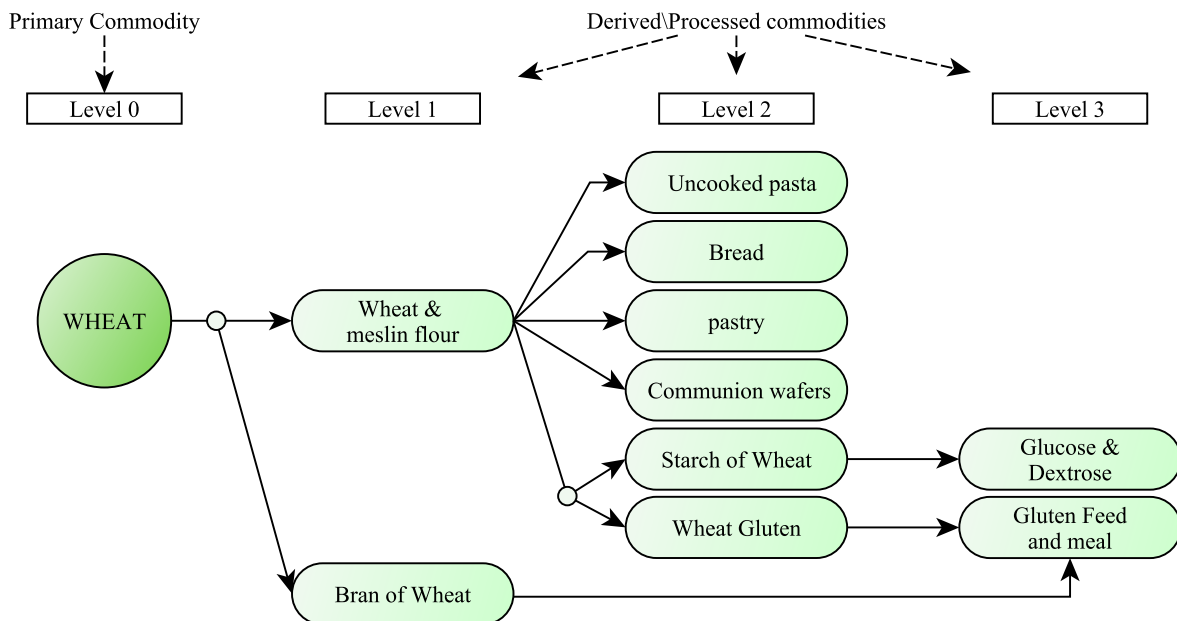 Primary Commodity
Derived\Processed commodities
Level 0
Level 1
Level 2
Level 3
Uncooked pasta
Bread
WHEAT
Wheat &
meslin flour
pastry
Communion wafers
Starch of Wheat
Glucose &
Dextrose
Wheat Gluten
Gluten Feed
and meal
Bran of Wheat